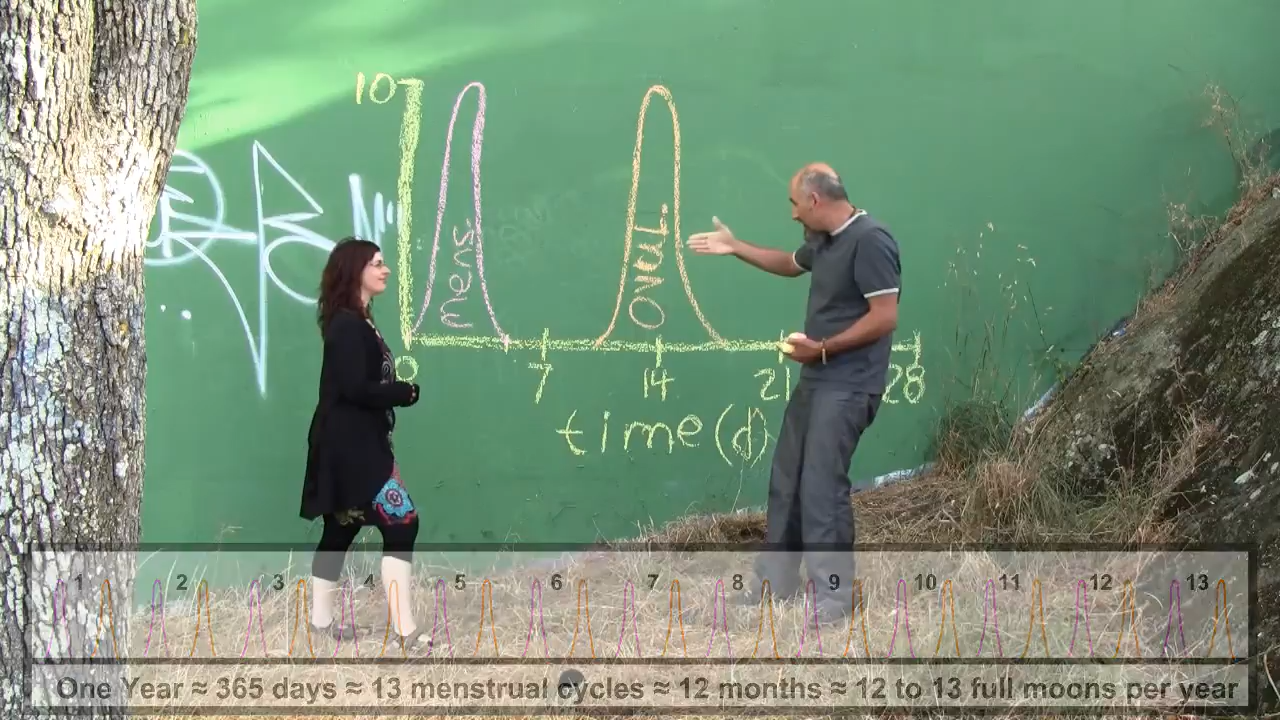 10
mens
ovul
0 7 14 21 28
time (d)
1 2 3 4 5 6 7 8 9 10 11 12 13
One Year ≈ 365 days ≈ 13 menstrual cycles ≈ 12 months ≈ 12 to 13 full moons per year